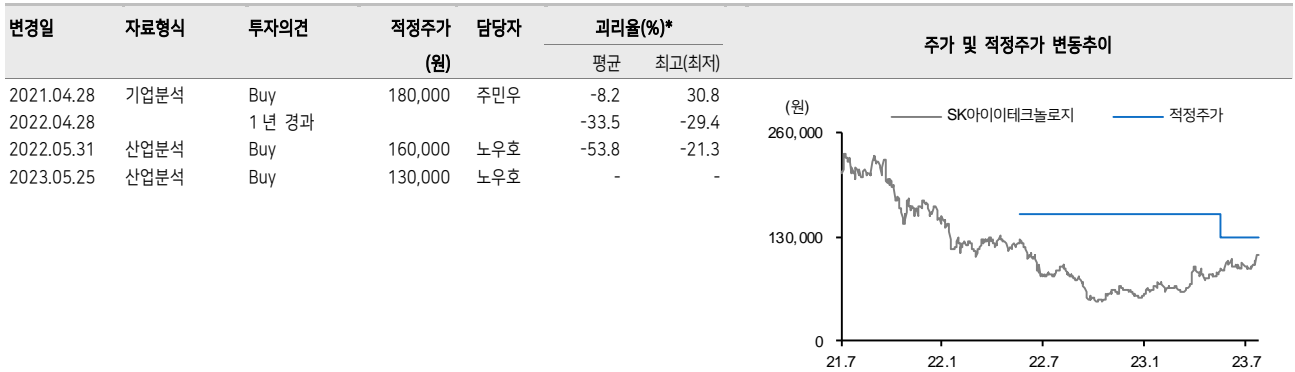 변경일 자료형식 투자의견 적정주가 담당자 괴리율(%)* 주가 및 적정주가 변동추이
(원) 평균 최고(최저)
2021.04.28 기업분석 Buy 180,000 주민우 -8.2 30.8
2022.04.28 1년 경과 -33.5 -29.4
2022.05.31 산업분석 Buy 160,000 노우호 -53.8 -21.3
2023.05.25 산업분석 Buy 130,000 노우호 - -
(원)
SK아이이테크놀로지 적정주가
260,000
130,000
0
21.7 22.1 22.7 23.1 23.7